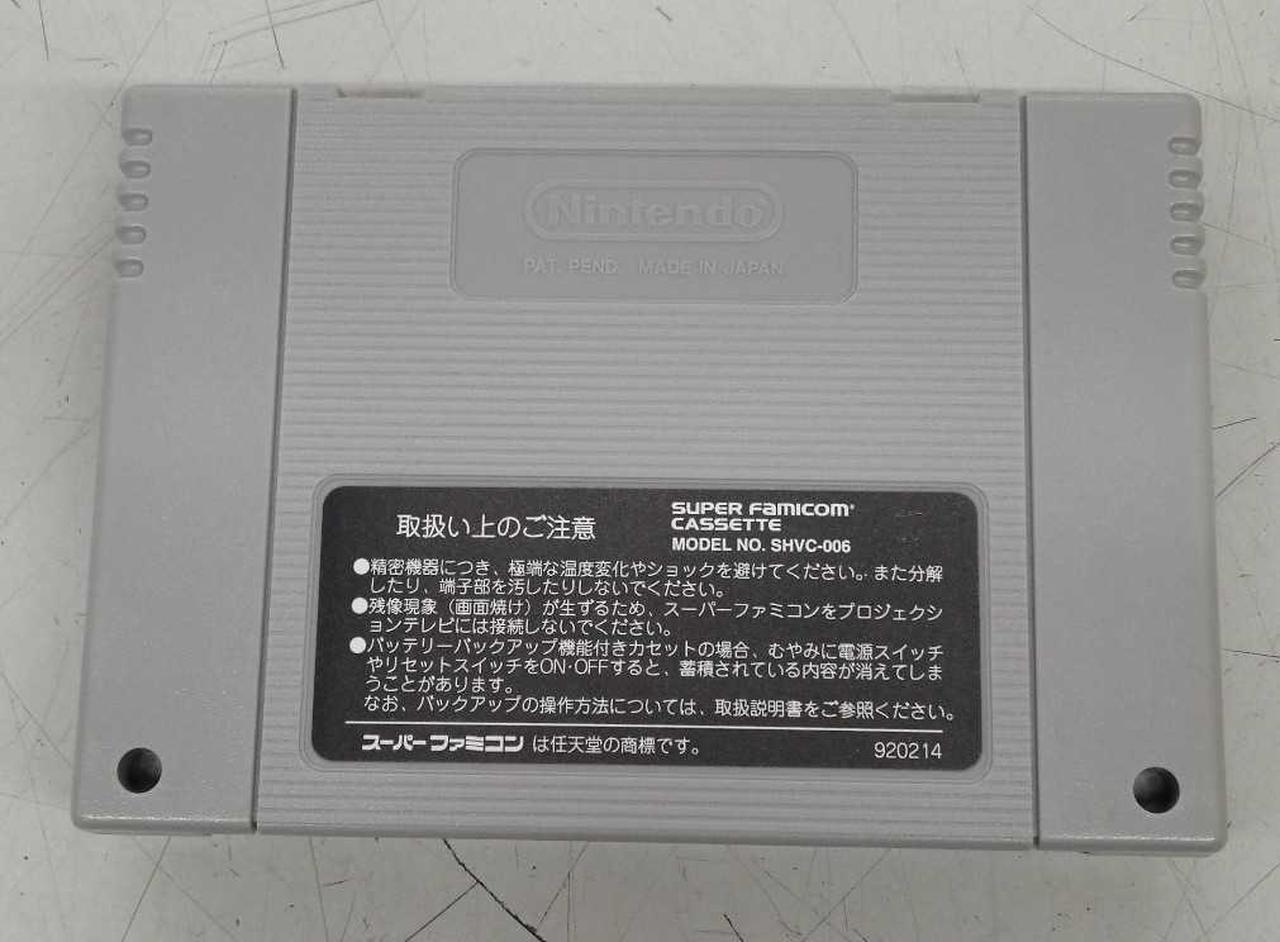 Nintendo
PAT. PEND. MADE IN JAPAN
取扱い上のご注意
SUPER FAMICOM®
CASSETTE
MODEL NO. SHVC-006
●精密機器につき、極端な温度変化やショックを避けてください。また分解
したり、端子部を汚したりしないでください。
●残像現象（画面焼け）が生ずるため、スーパーファミコンをプロジェクシ
ョンテレビには接続しないでください。
●バッテリーバックアップ機能付きカセットの場合、むやみに電源スイッチ
やリセットスイッチをON·OFFすると、蓄積されている内容が消えてしま
うことがあります。
なお、バックアップの操作方法については、取扱説明書をご参照ください。
スーパーファミコン は任天堂の商標です。 920214